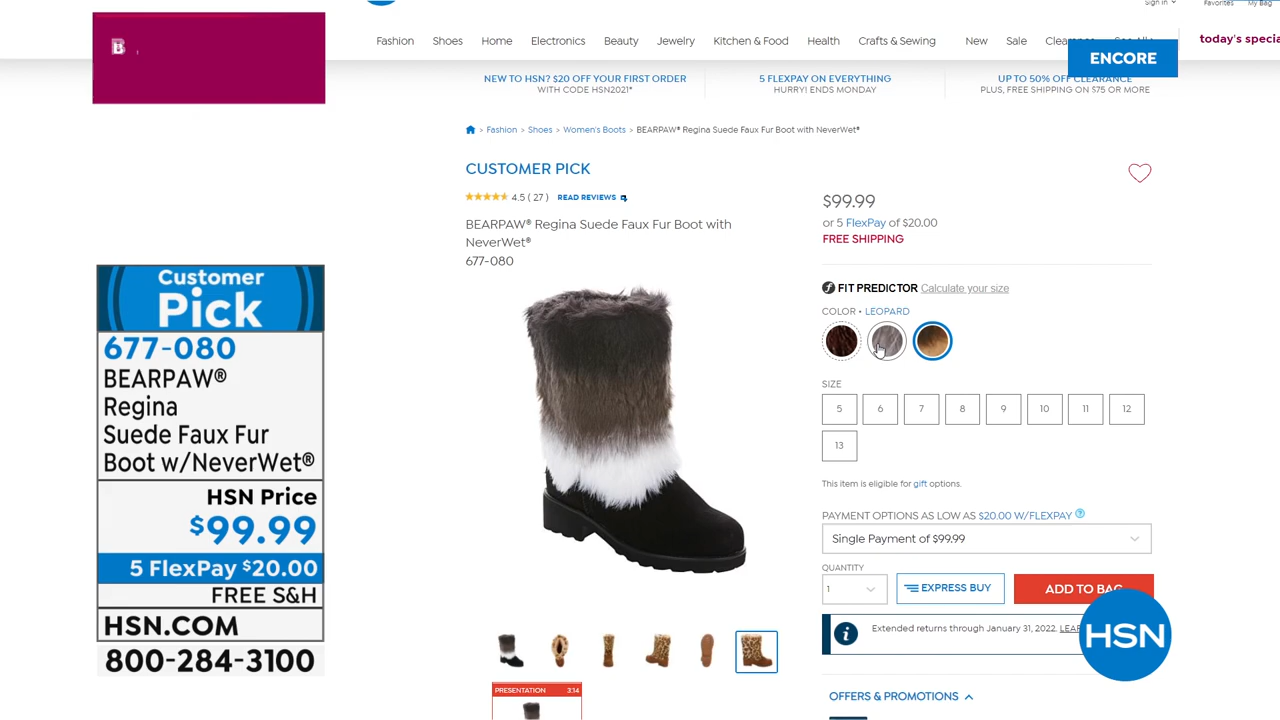 Sign In
Favorites
My Bag
B
Fashion
Shoes
Home
Electronics
Beauty
Jewelry
Kitchen & Food
Health
Crafts & Sewing
New
Sale
today's specia
ENCORE
NEW TO HSN? $20 OFF YOUR FIRST ORDER
WITH CODE HSN2021*
5 FLEXPAY ON EVERYTHING
HURRY! ENDS MONDAY
UP TO 50% OFF CLEARANCE
PLUS, FREE SHIPPING ON $75 OR MORE
> Fashion > Shoes > Women's Boots > BEARPAW® Regina Suede Faux Fur Boot with NeverWet®
CUSTOMER PICK
4.5 ( 27 ) READ REVIEWS
BEARPAW® Regina Suede Faux Fur Boot with
NeverWet®
677-080
$99.99
or 5 FlexPay of $20.00
FREE SHIPPING
FIT PREDICTOR Calculate your size
COLOR • LEOPARD
SIZE
5 6 7 8 9 10 11 12
13
This item is eligible for gift options.
PAYMENT OPTIONS AS LOW AS $20.00 W/FLEXPAY ?
Single Payment of $99.99
QUANTITY
1
EXPRESS BUY
ADD TO BAG
Extended returns through January 31, 2022.
HSN
OFFERS & PROMOTIONS
PRESENTATION 3:14
Customer
Pick
677-080
BEARPAW®
Regina
Suede Faux Fur
Boot w/NeverWet®
HSN Price
$99.99
5 FlexPay $20.00
FREE S&H
HSN.COM
800-284-3100